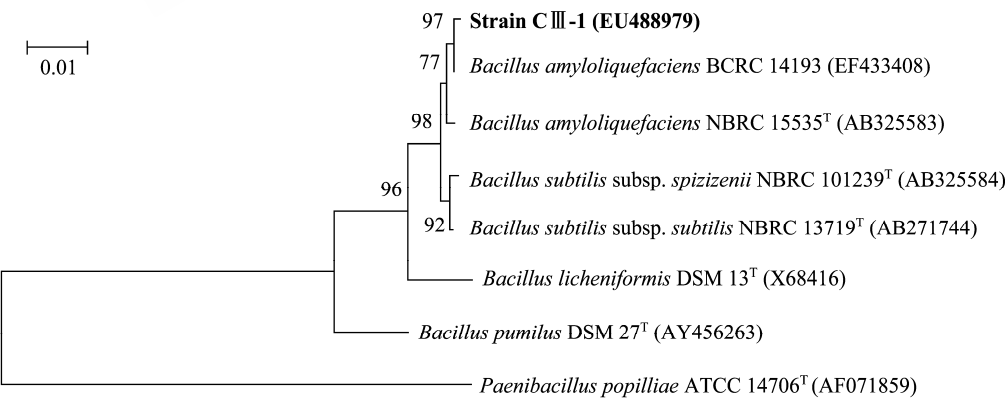 97 Strain CⅢ-1 (EU488979)
0.01
77
Bacillus amyloliquefaciens BCRC 14193 (EF433408)
98
Bacillus amyloliquefaciens NBRC 15535ᵀ (AB325583)
Bacillus subtilis subsp. spizizenii NBRC 101239ᵀ (AB325584)
96
92
Bacillus subtilis subsp. subtilis NBRC 13719ᵀ (AB271744)
Bacillus licheniformis DSM 13ᵀ (X68416)
Bacillus pumilus DSM 27ᵀ (AY456263)
Paenibacillus popilliae ATCC 14706ᵀ (AF071859)